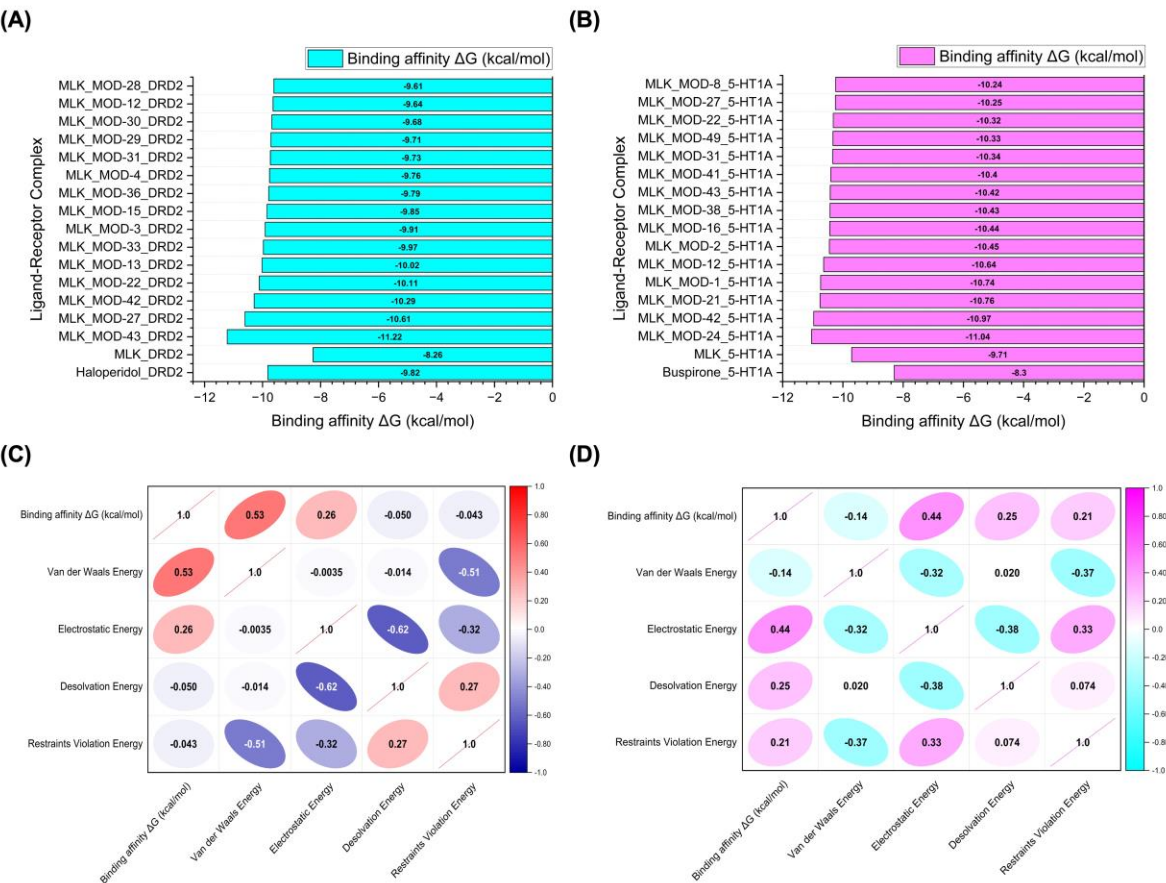 (A)
Binding affinity ΔG (kcal/mol)
Ligand-Receptor Complex
MLK_MOD-28_DRD2 -9.61
MLK_MOD-12_DRD2 -9.64
MLK_MOD-30_DRD2 -9.68
MLK_MOD-29_DRD2 -9.71
MLK_MOD-31_DRD2 -9.73
MLK_MOD-4_DRD2 -9.76
MLK_MOD-36_DRD2 -9.79
MLK_MOD-15_DRD2 -9.85
MLK_MOD-3_DRD2 -9.91
MLK_MOD-33_DRD2 -9.97
MLK_MOD-13_DRD2 -10.02
MLK_MOD-22_DRD2 -10.11
MLK_MOD-42_DRD2 -10.29
MLK_MOD-27_DRD2 -10.61
MLK_MOD-43_DRD2 -11.22
MLK_DRD2 -8.26
Haloperidol_DRD2 -9.82
−12 −10 −8 −6 −4 −2 0
Binding affinity ΔG (kcal/mol)
(B)
Binding affinity ΔG (kcal/mol)
Ligand-Receptor Complex
MLK_MOD-8_5-HT1A -10.24
MLK_MOD-27_5-HT1A -10.25
MLK_MOD-22_5-HT1A -10.32
MLK_MOD-49_5-HT1A -10.33
MLK_MOD-31_5-HT1A -10.34
MLK_MOD-41_5-HT1A -10.4
MLK_MOD-43_5-HT1A -10.42
MLK_MOD-38_5-HT1A -10.43
MLK_MOD-16_5-HT1A -10.44
MLK_MOD-2_5-HT1A -10.45
MLK_MOD-12_5-HT1A -10.64
MLK_MOD-1_5-HT1A -10.74
MLK_MOD-21_5-HT1A -10.76
MLK_MOD-42_5-HT1A -10.97
MLK_MOD-24_5-HT1A -11.04
MLK_5-HT1A -9.71
Buspirone_5-HT1A -8.3
−12 −10 −8 −6 −4 −2 0
Binding affinity ΔG (kcal/mol)
(C)
Binding affinity ΔG (kcal/mol) 1.0 0.53 0.26 -0.050 -0.043
Van der Waals Energy 0.53 1.0 -0.0035 -0.014 -0.51
Electrostatic Energy 0.26 -0.0035 1.0 -0.62 -0.32
Desolvation Energy -0.050 -0.014 -0.62 1.0 0.27
Restraints Violation Energy -0.043 -0.51 -0.32 0.27 1.0
Binding affinity ΔG (kcal/mol)
Van der Waals Energy
Electrostatic Energy
Desolvation Energy
Restraints Violation Energy
1.0
0.80
0.60
0.40
0.20
0.0
-0.20
-0.40
-0.60
-0.80
-1.0
(D)
Binding affinity ΔG (kcal/mol) 1.0 -0.14 0.44 0.25 0.21
Van der Waals Energy -0.14 1.0 -0.32 0.020 -0.37
Electrostatic Energy 0.44 -0.32 1.0 -0.38 0.33
Desolvation Energy 0.25 0.020 -0.38 1.0 0.074
Restraints Violation Energy 0.21 -0.37 0.33 0.074 1.0
Binding affinity ΔG (kcal/mol)
Van der Waals Energy
Electrostatic Energy
Desolvation Energy
Restraints Violation Energy
1.0
0.80
0.60
0.40
0.20
0.0
-0.20
-0.40
-0.60
-0.80
-1.0